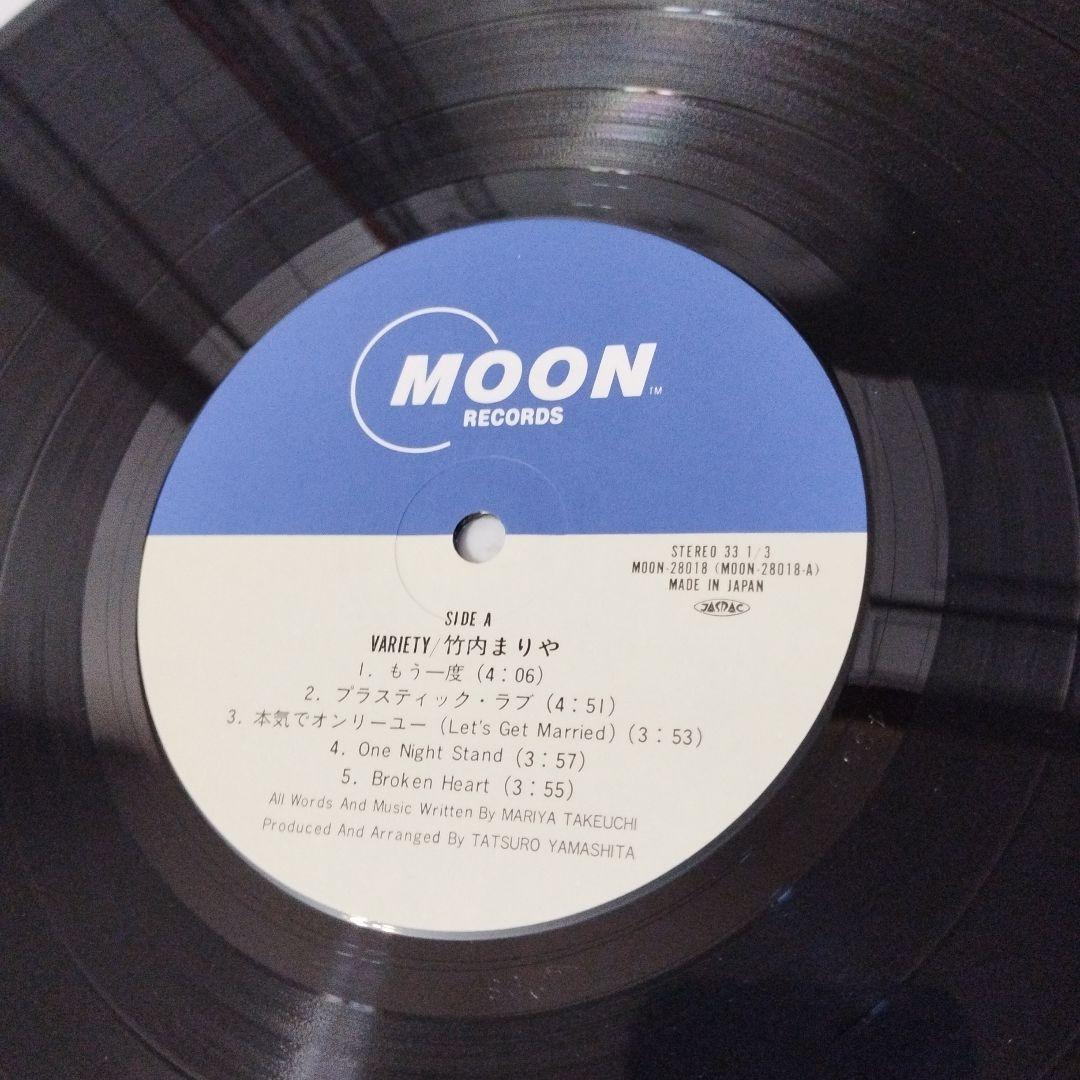 MOON
™
RECORDS
STEREO 33 1/3
MOON-28018 (MOON-28018-A)
MADE IN JAPAN
JASRAC
SIDE A
VARIETY/竹内まりや
1. もう一度 (4:06)
2. プラスティック・ラブ (4:51)
3. 本気でオンリーユー (Let's Get Married) (3:53)
4. One Night Stand (3:57)
5. Broken Heart (3:55)
All Words And Music Written By MARIYA TAKEUCHI
Produced And Arranged By TATSURO YAMASHITA